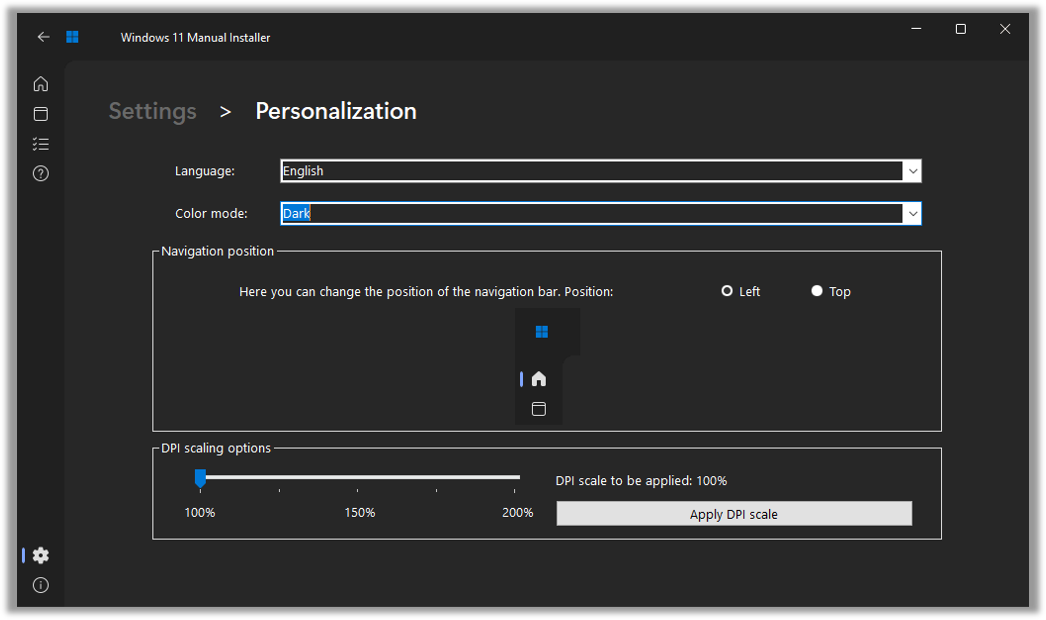 Windows 11 Manual Installer
Settings > Personalization
Language: English
Color mode: Dark
Navigation position
Here you can change the position of the navigation bar. Position: Left Top
DPI scaling options
DPI scale to be applied: 100%
100% 150% 200%
Apply DPI scale